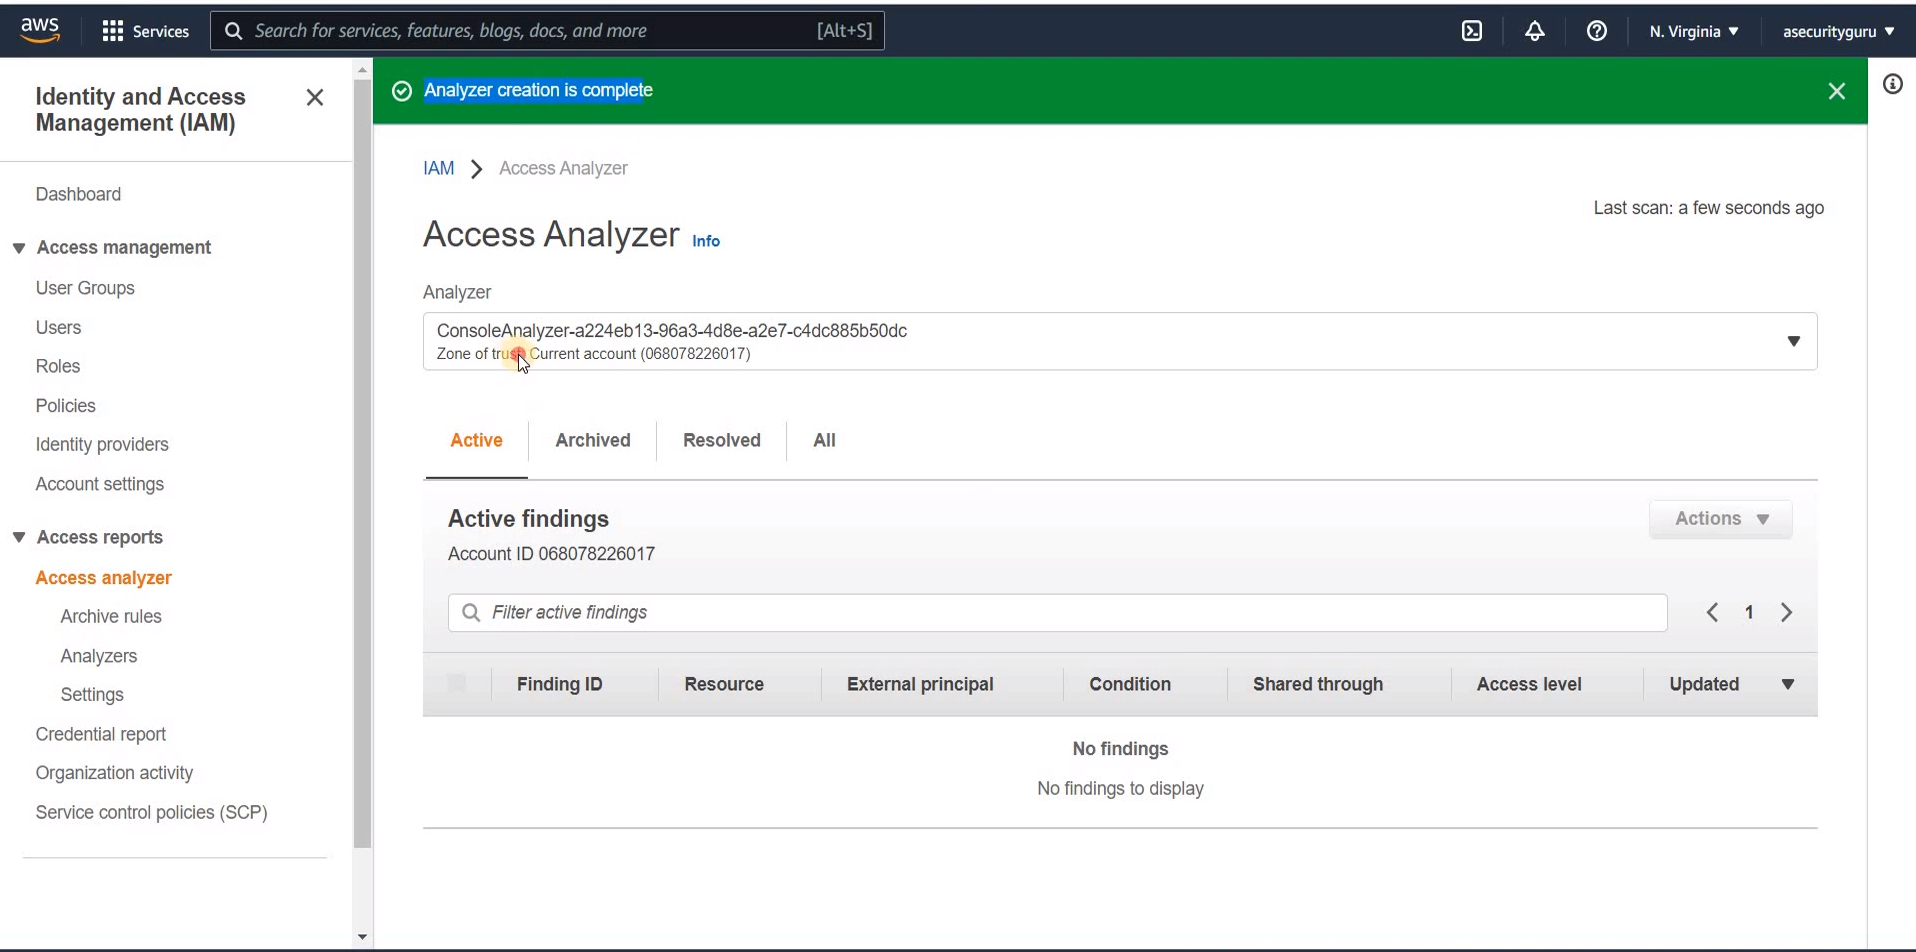 aws
Services
Search for services, features, blogs, docs, and more
[Alt+S]
N. Virginia
asecurityguru
Identity and Access
Management (IAM)
Dashboard
Access management
User Groups
Users
Roles
Policies
Identity providers
Account settings
Access reports
Access analyzer
Archive rules
Analyzers
Settings
Credential report
Organization activity
Service control policies (SCP)
Analyzer creation is complete
IAM > Access Analyzer
Last scan: a few seconds ago
Access Analyzer Info
Analyzer
ConsoleAnalyzer-a224eb13-96a3-4d8e-a2e7-c4dc885b50dc
Zone of trust Current account (068078226017)
Active
Archived
Resolved
All
Active findings
Actions
Account ID 068078226017
Filter active findings
1
Finding ID
Resource
External principal
Condition
Shared through
Access level
Updated
No findings
No findings to display